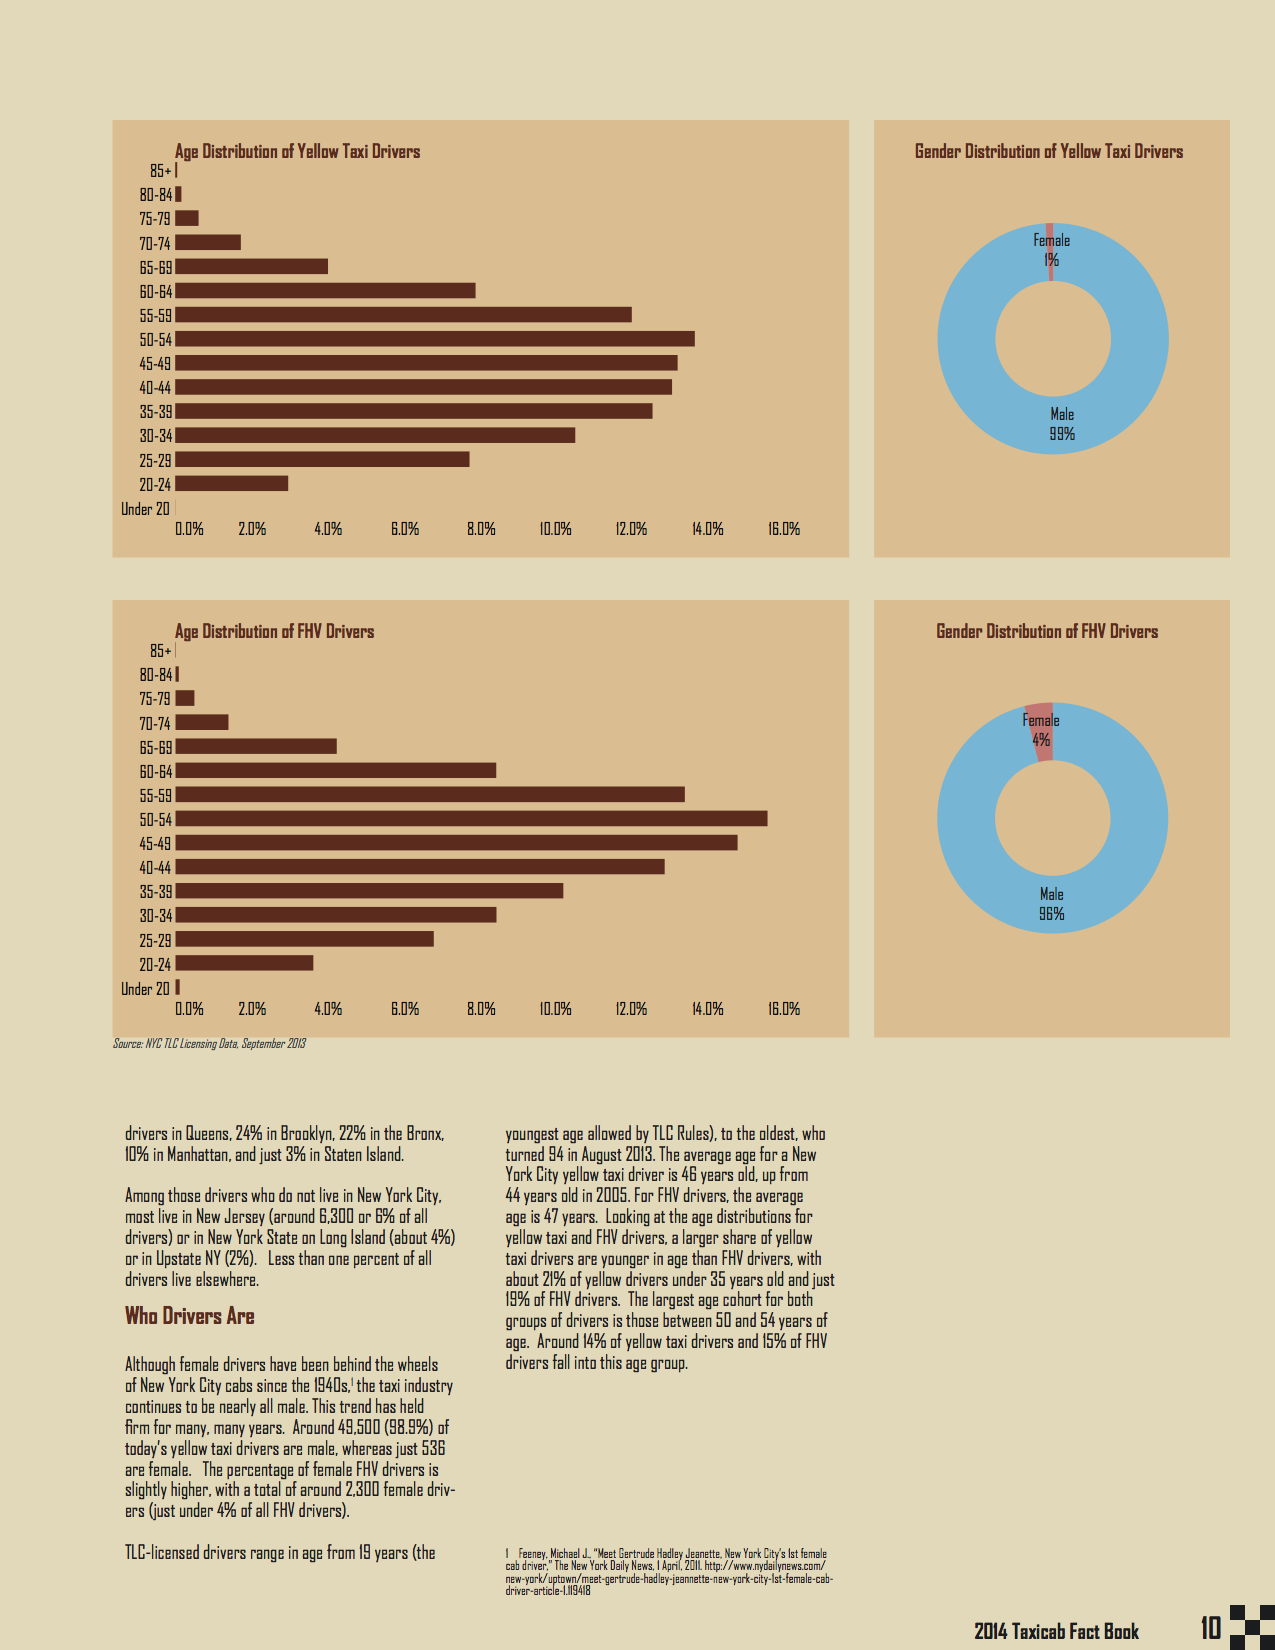 Age Distribution of Yellow Taxi Drivers
85+
80-84
75-79
70-74
65-69
60-64
55-59
50-54
45-49
40-44
35-39
30-34
25-29
20-24
Under 20
0.0% 2.0% 4.0% 6.0% 8.0% 10.0% 12.0% 14.0% 16.0%
Gender Distribution of Yellow Taxi Drivers
Female
1%
Male
99%
Age Distribution of FHV Drivers
85+
80-84
75-79
70-74
65-69
60-64
55-59
50-54
45-49
40-44
35-39
30-34
25-29
20-24
Under 20
0.0% 2.0% 4.0% 6.0% 8.0% 10.0% 12.0% 14.0% 16.0%
Gender Distribution of FHV Drivers
Female
4%
Male
96%
Source: NYC TLC Licensing Data, September 2013
drivers in Queens, 24% in Brooklyn, 22% in the Bronx,
10% in Manhattan, and just 3% in Staten Island.
Among those drivers who do not live in New York City,
most live in New Jersey (around 6,300 or 6% of all
drivers) or in New York State on Long Island (about 4%)
or in Upstate NY (2%). Less than one percent of all
drivers live elsewhere.
Who Drivers Are
Although female drivers have been behind the wheels
of New York City cabs since the 1940s,1 the taxi industry
continues to be nearly all male. This trend has held
firm for many, many years. Around 49,500 (98.9%) of
today's yellow taxi drivers are male, whereas just 536
are female. The percentage of female FHV drivers is
slightly higher, with a total of around 2,300 female driv-
ers (just under 4% of all FHV drivers).
TLC-licensed drivers range in age from 19 years (the
youngest age allowed by TLC Rules), to the oldest, who
turned 94 in August 2013. The average age for a New
York City yellow taxi driver is 46 years old, up from
44 years old in 2005. For FHV drivers, the average
age is 47 years. Looking at the age distributions for
yellow taxi and FHV drivers, a larger share of yellow
taxi drivers are younger in age than FHV drivers, with
about 21% of yellow drivers under 35 years old and just
19% of FHV drivers. The largest age cohort for both
groups of drivers is those between 50 and 54 years of
age. Around 14% of yellow taxi drivers and 15% of FHV
drivers fall into this age group.
1 Feeney, Michael J., "Meet Gertrude Hadley Jeanette, New York City's 1st female
cab driver," The New York Daily News, 1 April, 2011. http://www.nydailynews.com/
new-york/uptown/meet-gertrude-hadley-jeannette-new-york-city-1st-female-cab-
driver-article-1.119418
2014 Taxicab Fact Book 10